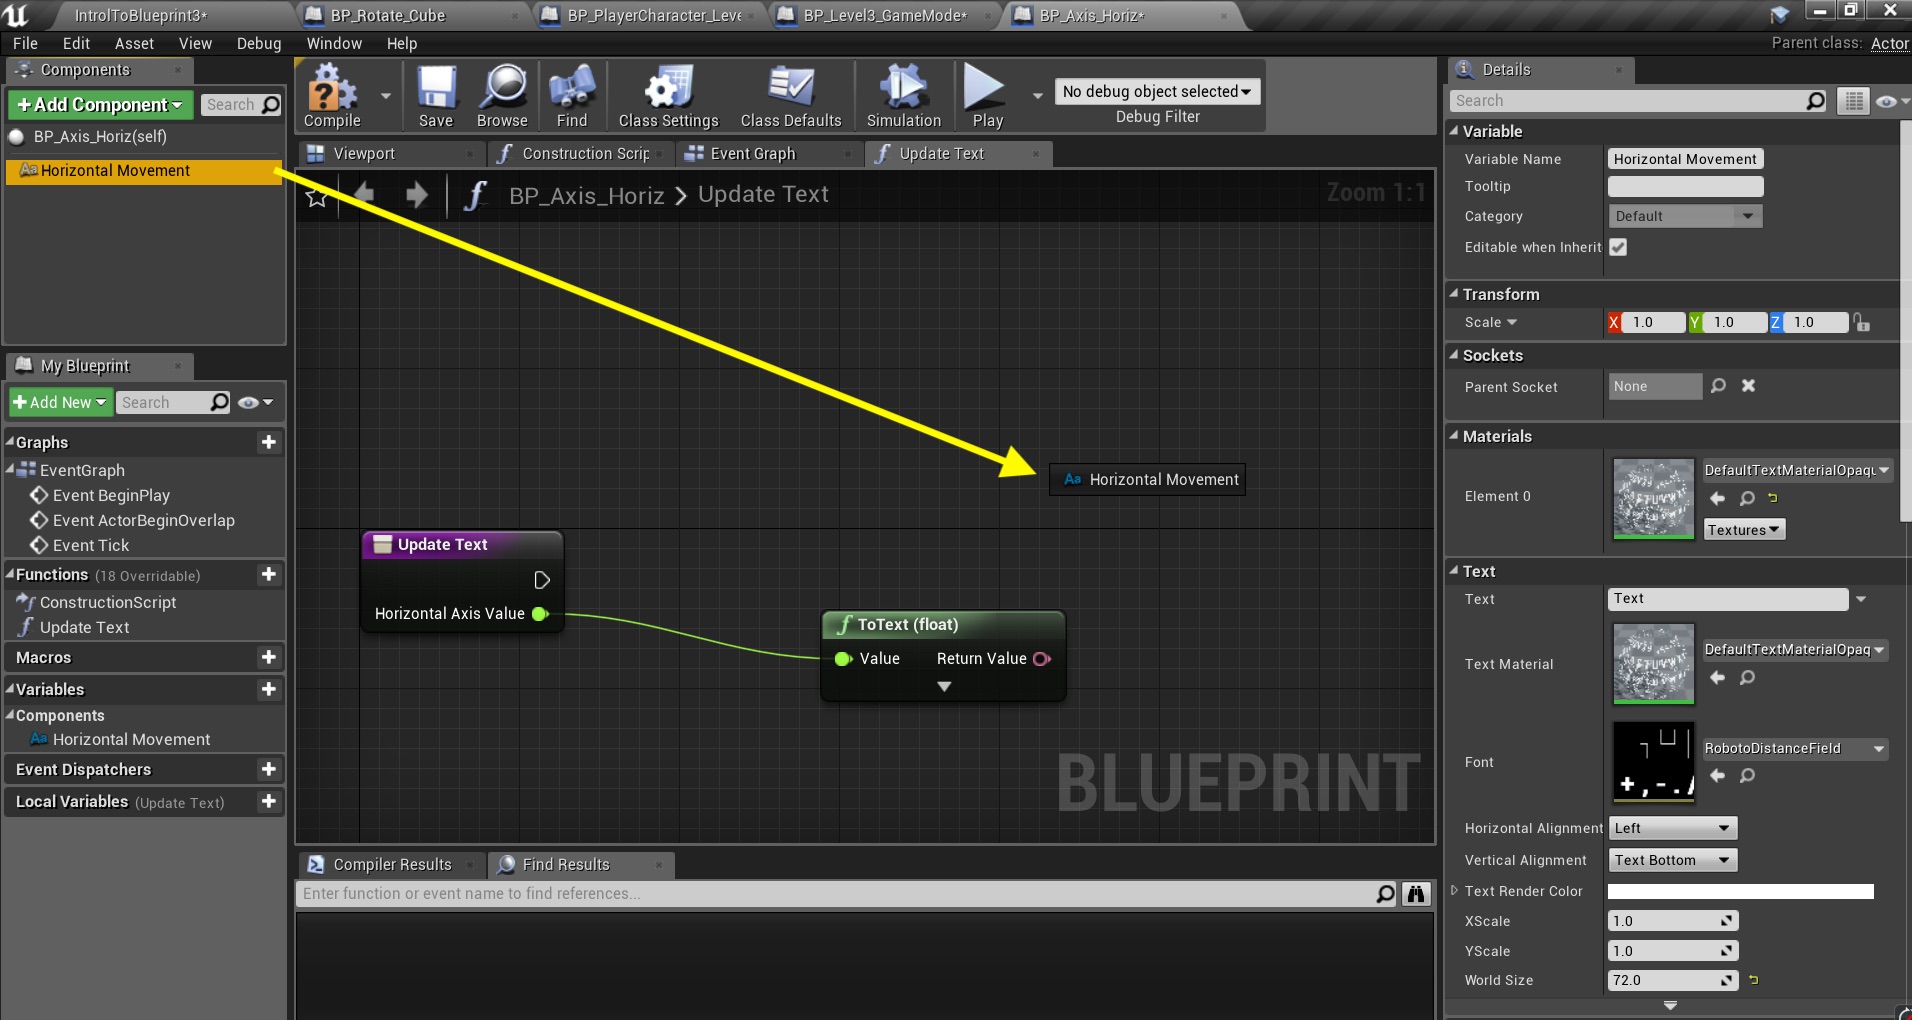 IntrolToBlueprint3*
BP_Rotate_Cube
BP_PlayerCharacter_Leve
BP_Level3_GameMode*
BP_Axis_Horiz*
File Edit Asset View Debug Window Help
Parent class: Actor
Components
+Add Component
Search
BP_Axis_Horiz(self)
Aa Horizontal Movement
My Blueprint
+Add New
Search
Graphs
EventGraph
Event BeginPlay
Event ActorBeginOverlap
Event Tick
Functions (18 Overridable)
ConstructionScript
Update Text
Macros
Variables
Components
Aa Horizontal Movement
Event Dispatchers
Local Variables (Update Text)
Compile
Save
Browse
Find
Class Settings
Class Defaults
Simulation
Play
No debug object selected
Debug Filter
Viewport
f Construction Scrip
Event Graph
f Update Text
f BP_Axis_Horiz > Update Text
Zoom 1:1
Aa Horizontal Movement
Update Text
Horizontal Axis Value
f ToText (float)
Value Return Value
BLUEPRINT
Compiler Results
Find Results
Enter function or event name to find references...
Details
Search
Variable
Variable Name Horizontal Movement
Tooltip
Category Default
Editable when Inherit
Transform
Scale X 1.0 Y 1.0 Z 1.0
Sockets
Parent Socket None
Materials
Element 0
DefaultTextMaterialOpaqu
Textures
Text
Text Text
Text Material
DefaultTextMaterialOpaq
Font
RobotoDistanceField
Horizontal Alignment Left
Vertical Alignment Text Bottom
Text Render Color
XScale 1.0
YScale 1.0
World Size 72.0